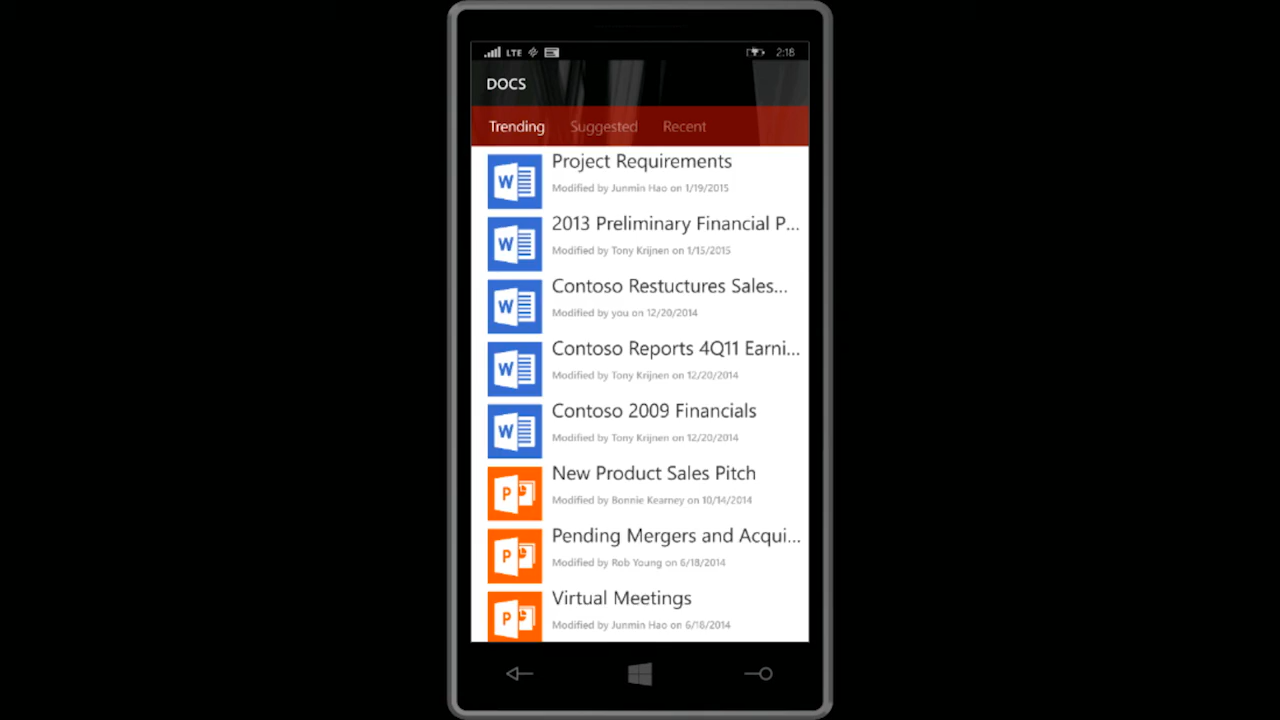 LTE 2:18
DOCS
Trending Suggested Recent
Project Requirements
Modified by Junmin Hao on 1/19/2015
2013 Preliminary Financial P...
Modified by Tony Krijnen on 1/15/2015
Contoso Restuctures Sales...
Modified by you on 12/20/2014
Contoso Reports 4Q11 Earni...
Modified by Tony Krijnen on 12/20/2014
Contoso 2009 Financials
Modified by Tony Krijnen on 12/20/2014
New Product Sales Pitch
Modified by Bonnie Kearney on 10/14/2014
Pending Mergers and Acqui...
Modified by Rob Young on 6/18/2014
Virtual Meetings
Modified by Junmin Hao on 6/18/2014